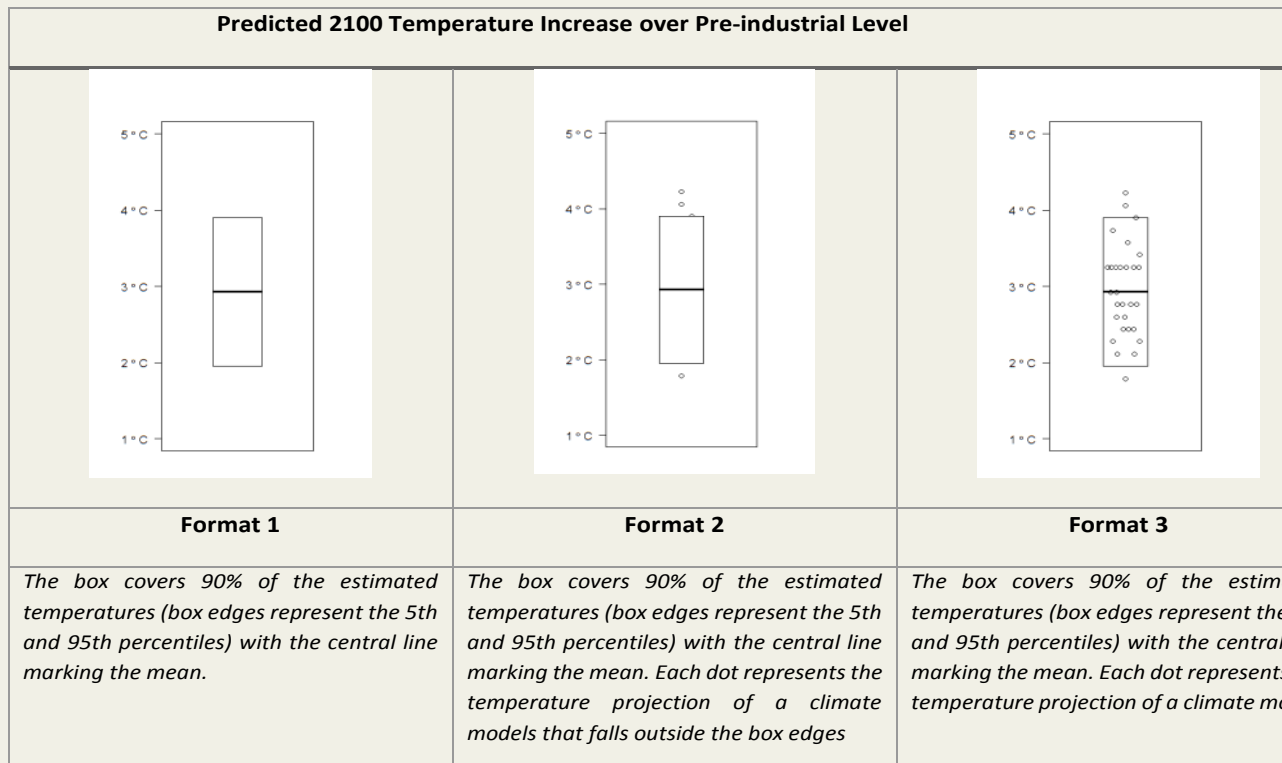 Predicted 2100 Temperature Increase over Pre-industrial Level
5°C
4°C
3°C
2°C
1°C
5°C
4°C
3°C
2°C
1°C
5°C
4°C
3°C
2°C
1°C
Format 1
Format 2
Format 3
The box covers 90% of the estimated
temperatures (box edges represent the 5th
and 95th percentiles) with the central line
marking the mean.
The box covers 90% of the estimated
temperatures (box edges represent the 5th
and 95th percentiles) with the central line
marking the mean. Each dot represents the
temperature projection of a climate
models that falls outside the box edges
The box covers 90% of the
temperatures (box edges represent the
and 95th percentiles) with the central
marking the mean. Each dot
temperature projection of a climate